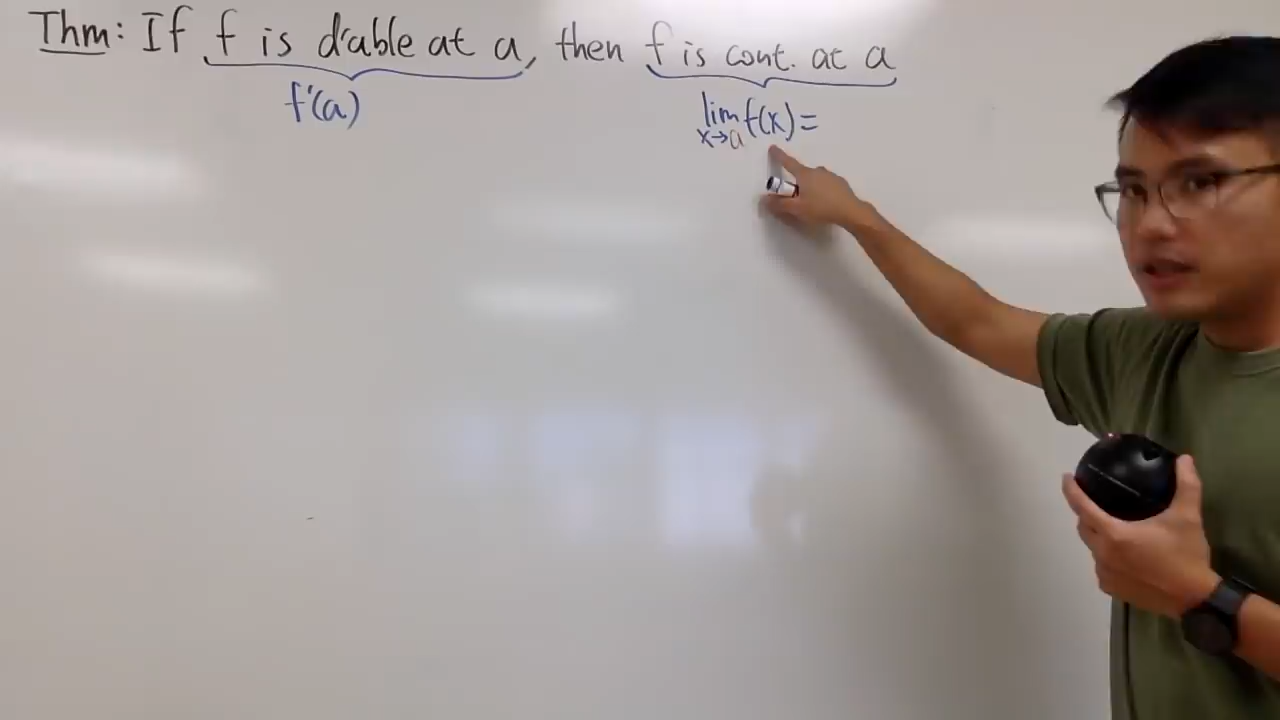 Thm: If f is d'able at a, then f is cont. at a
f'(a)
lim f(x) =
x→a